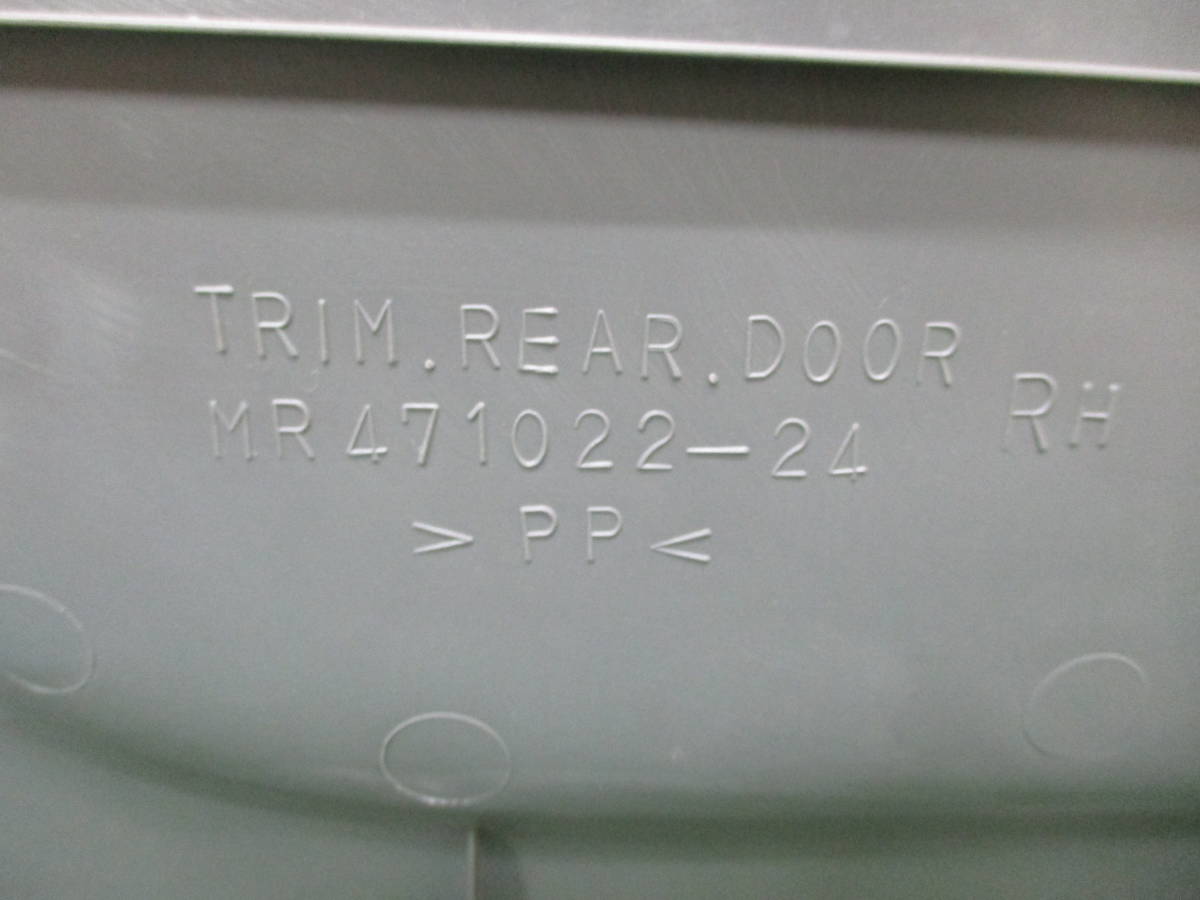 TRIM.REAR.DOOR RH
MR471022-24
>PP<